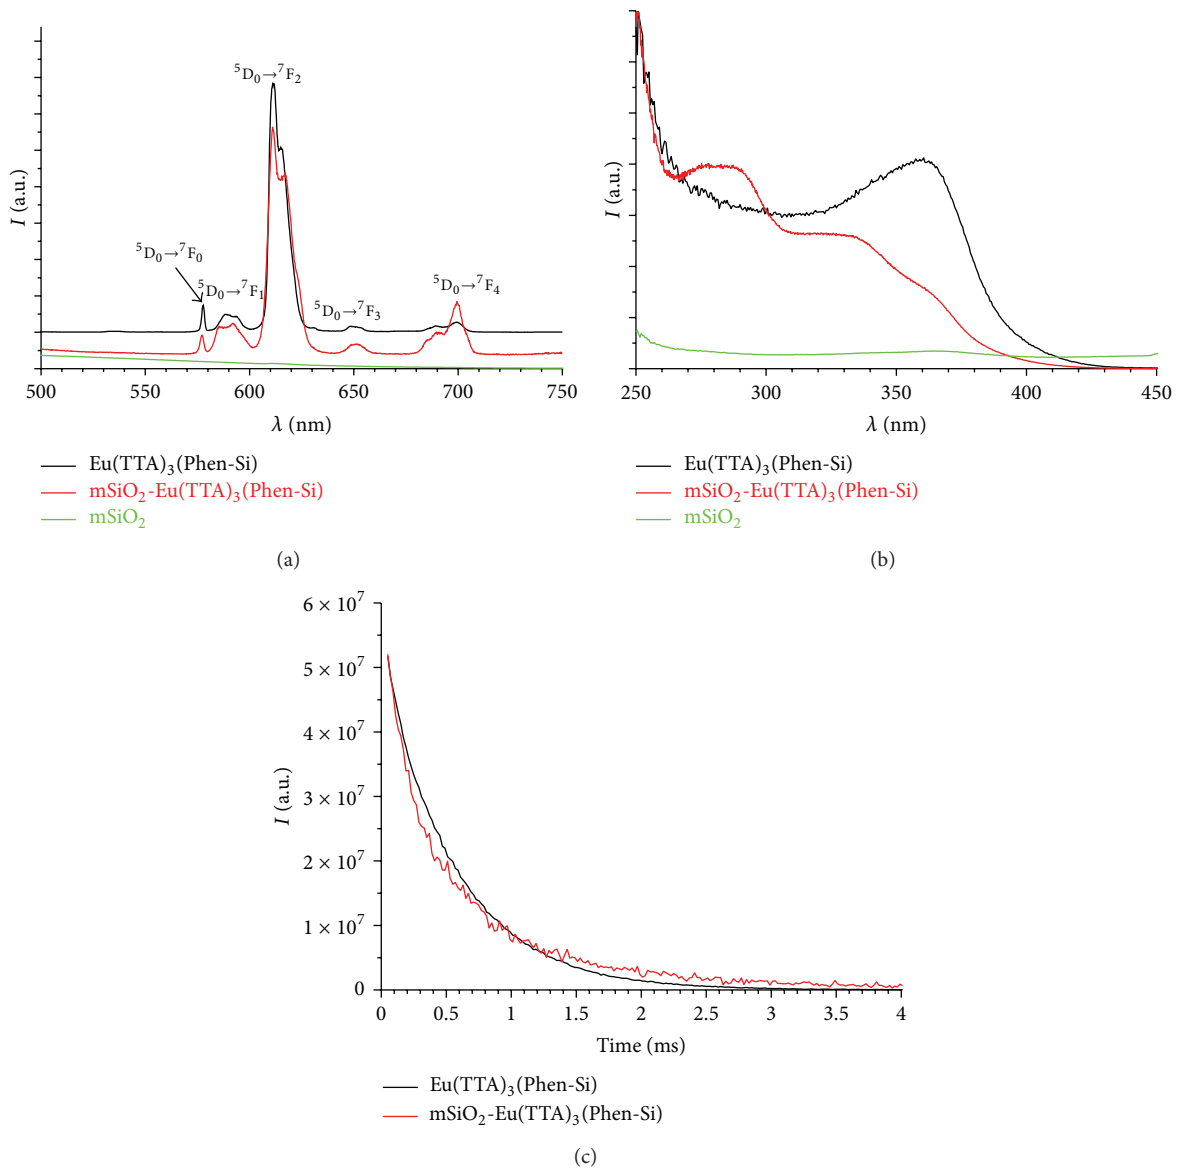 ⁵D₀→⁷F₂
I (a.u.)
⁵D₀→⁷F₀
⁵D₀→⁷F₁
⁵D₀→⁷F₃
⁵D₀→⁷F₄
500 550 600 650 700 750
λ (nm)
Eu(TTA)₃(Phen-Si)
mSiO₂-Eu(TTA)₃(Phen-Si)
mSiO₂
(a)
I (a.u.)
250 300 350 400 450
λ (nm)
Eu(TTA)₃(Phen-Si)
mSiO₂-Eu(TTA)₃(Phen-Si)
mSiO₂
(b)
6 × 10⁷
5 × 10⁷
4 × 10⁷
3 × 10⁷
2 × 10⁷
1 × 10⁷
0
I (a.u.)
0 0.5 1 1.5 2 2.5 3 3.5 4
Time (ms)
Eu(TTA)₃(Phen-Si)
mSiO₂-Eu(TTA)₃(Phen-Si)
(c)